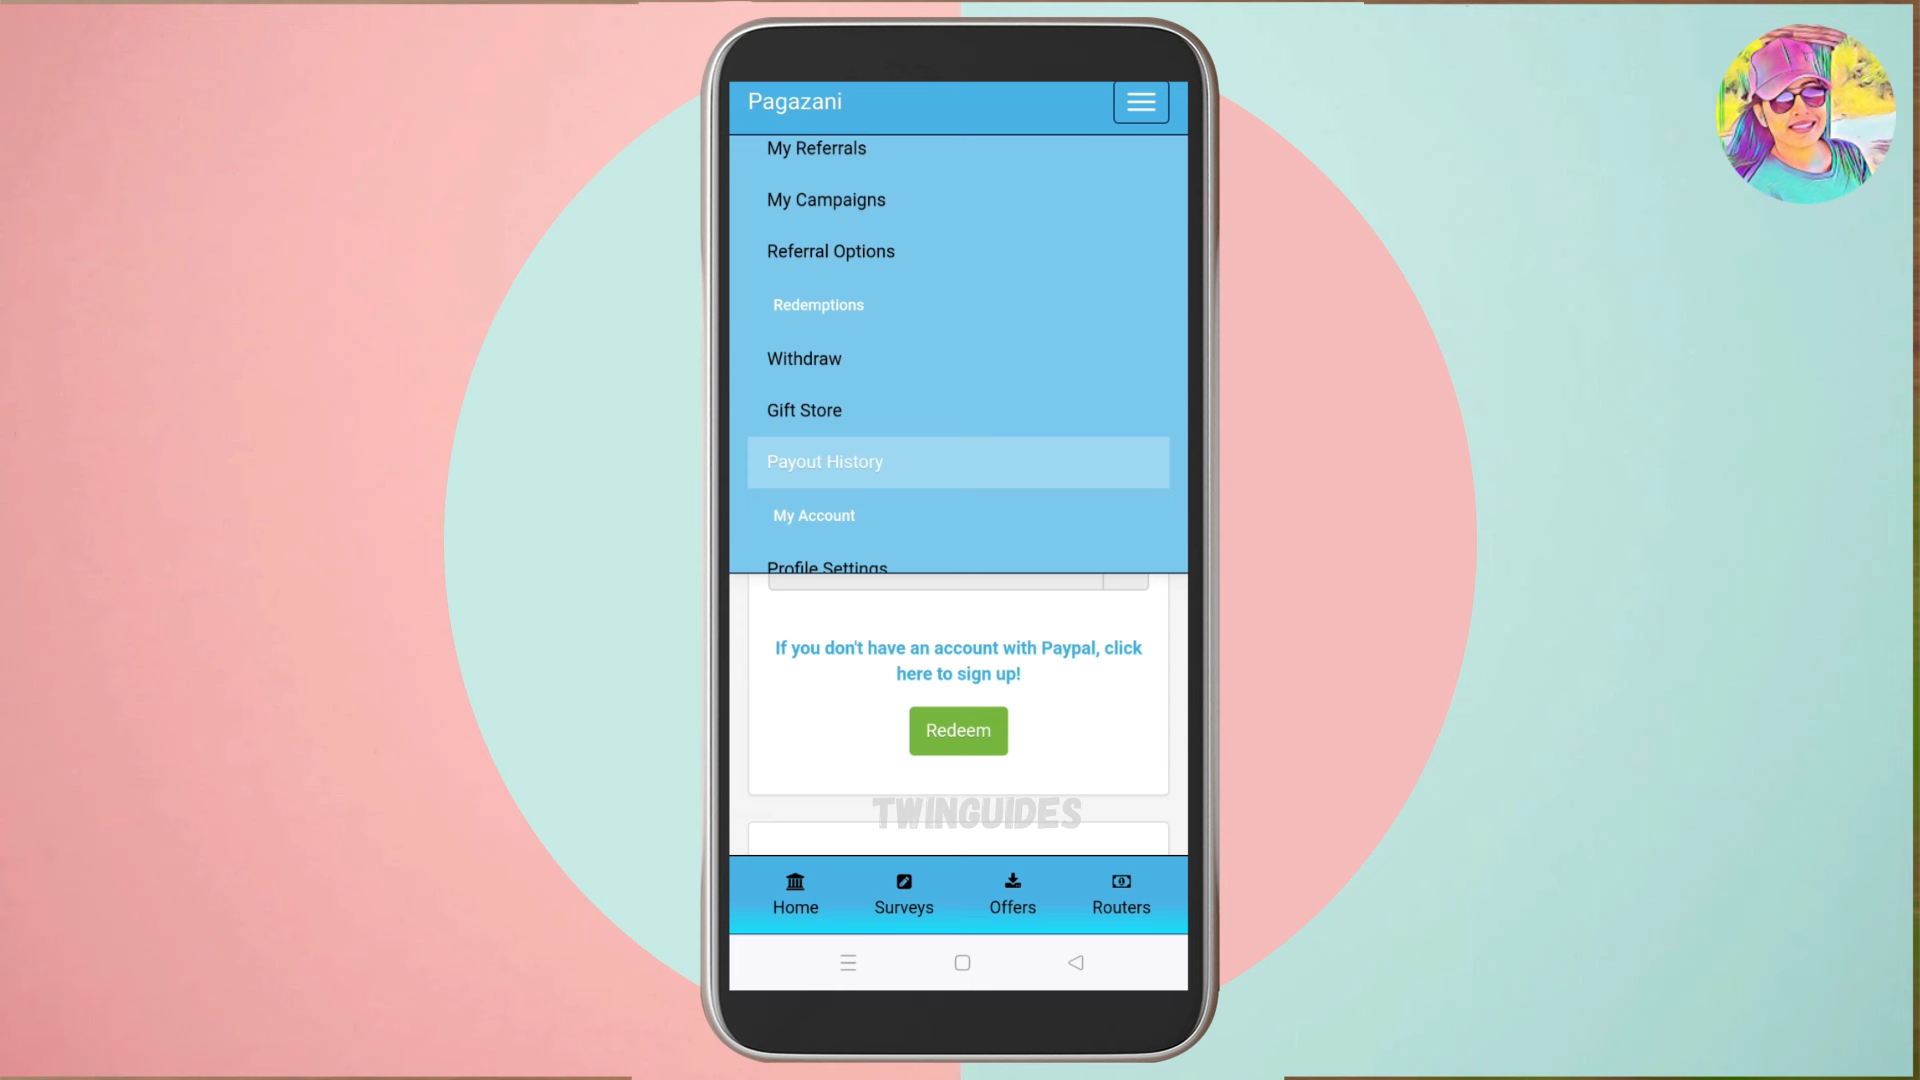 Pagazani
My Referrals
My Campaigns
Referral Options
Redemptions
Withdraw
Gift Store
Payout History
My Account
Profile Settings
If you don't have an account with Paypal, click
here to sign up!
Redeem
TWINGUIDES
Home Surveys Offers Routers